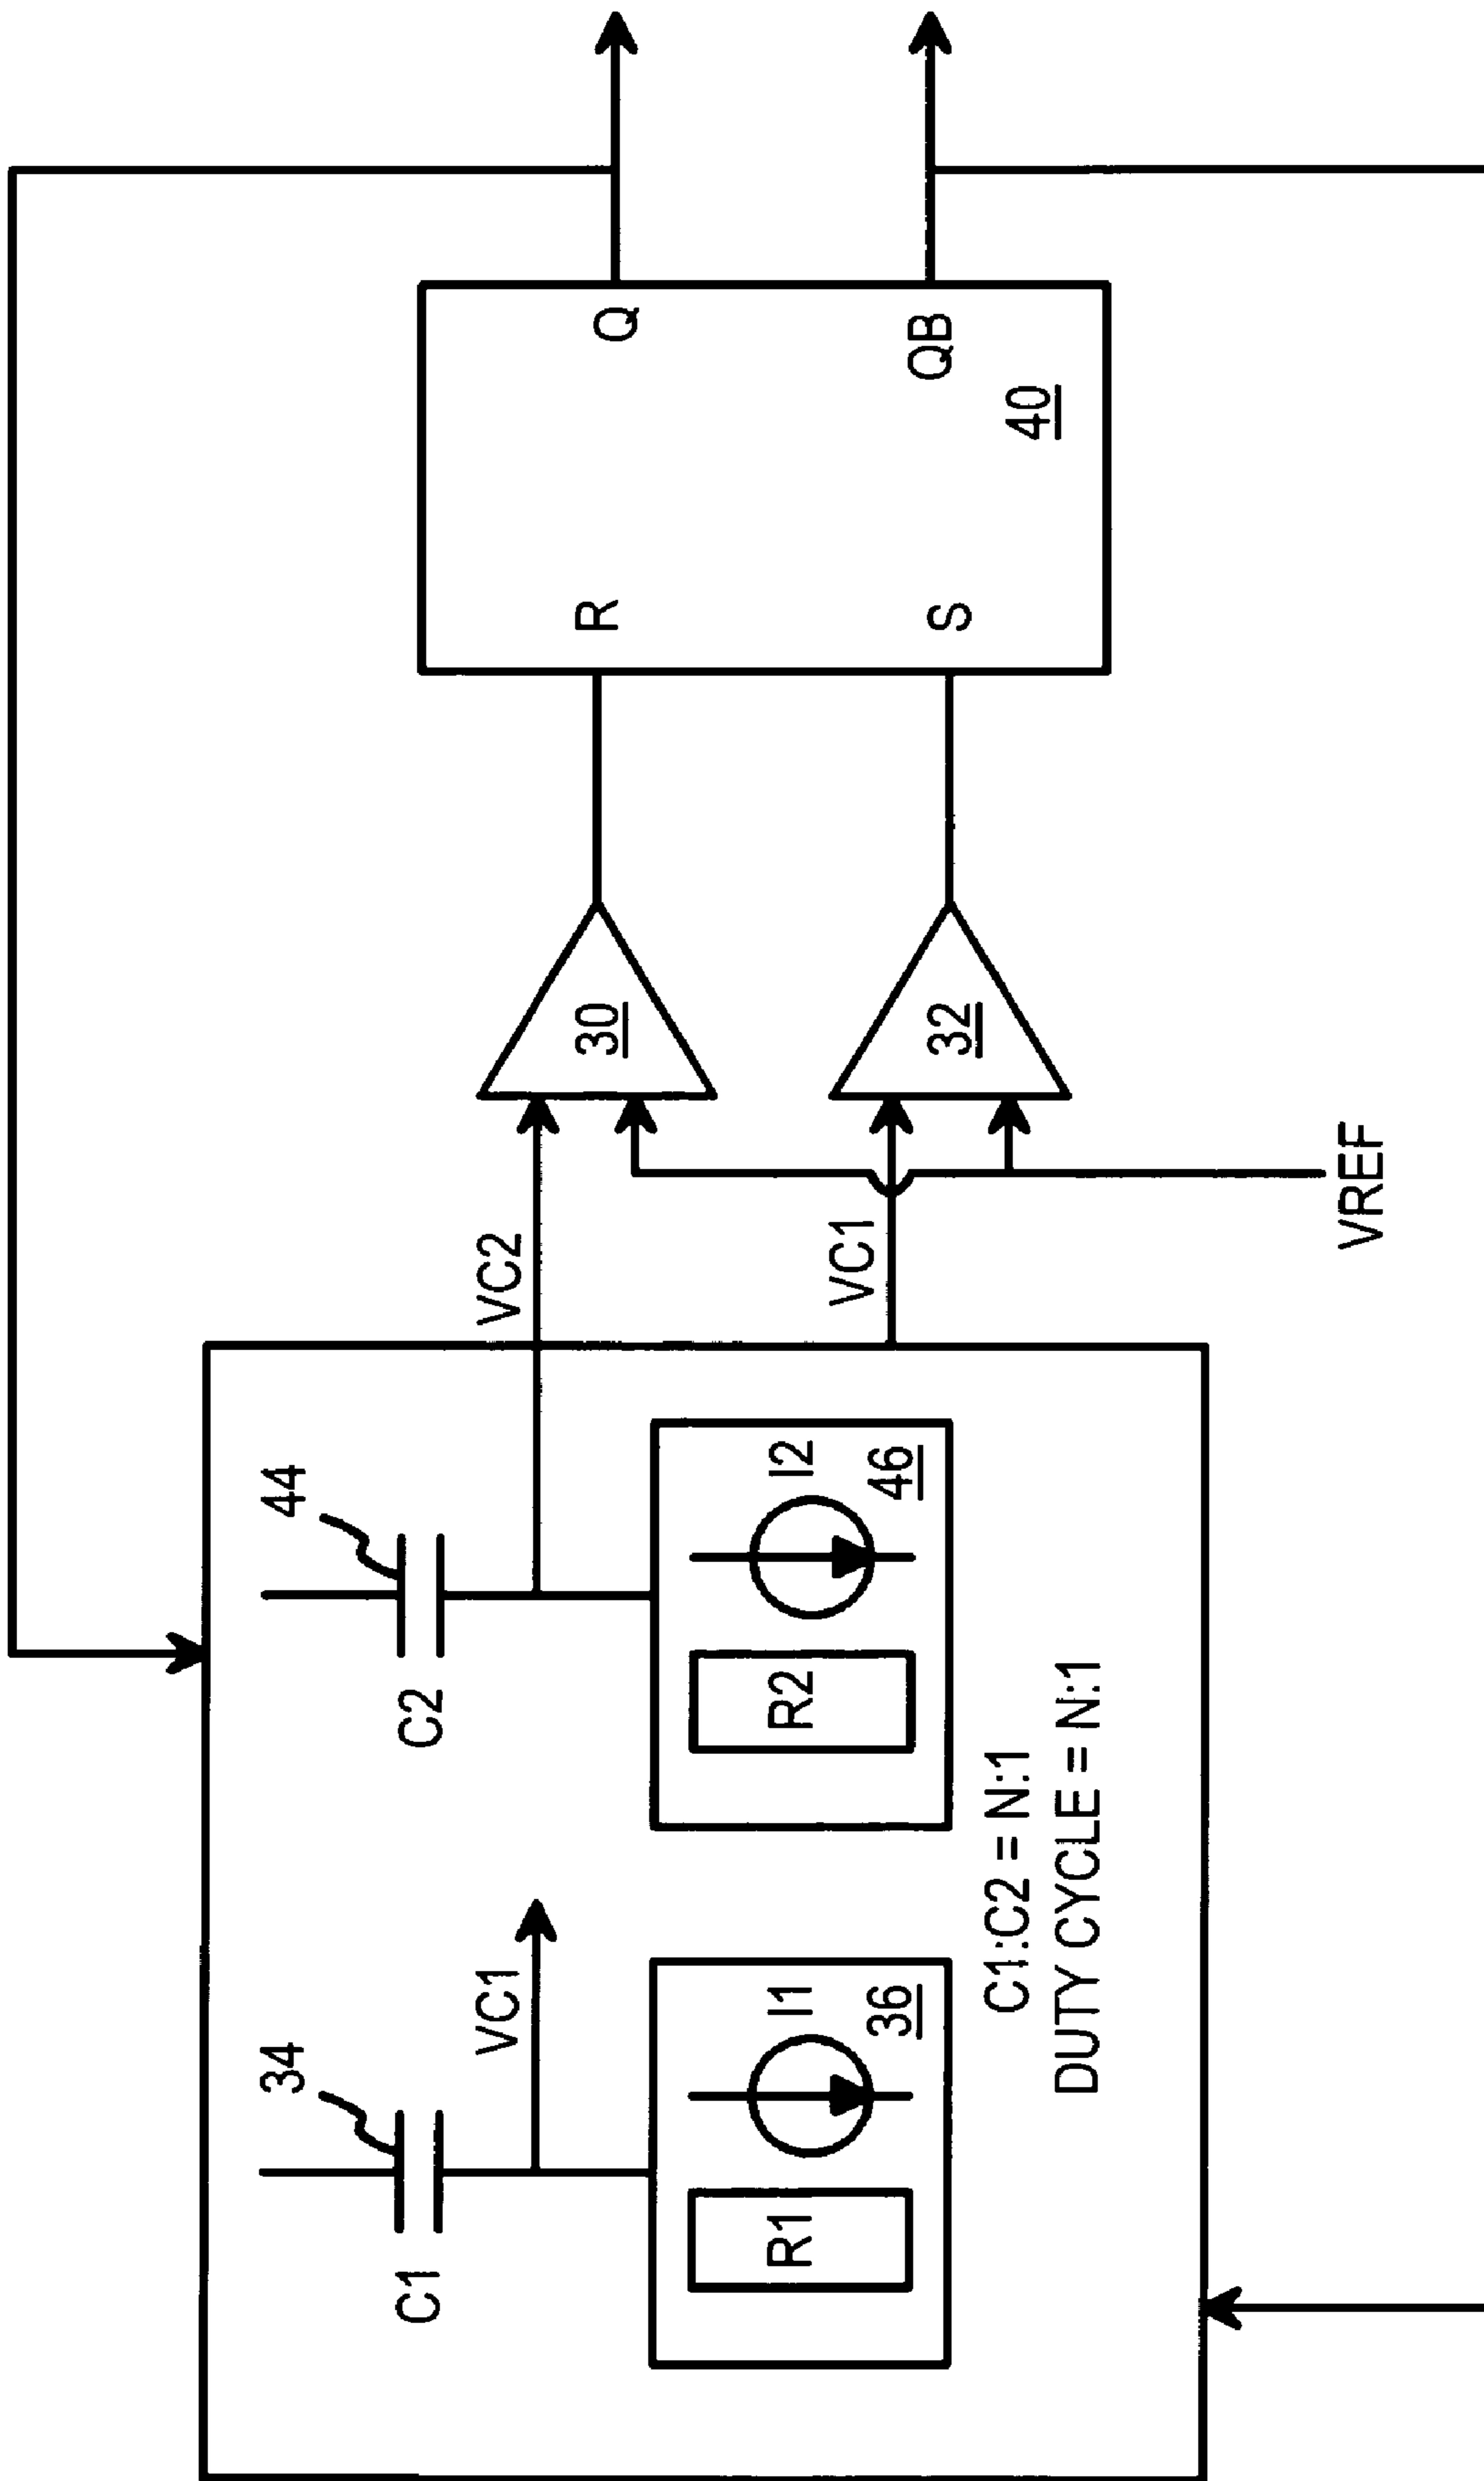 44
34
C2
C1
VC1
R1
I1
36
R2
I2
46
C1:C2 = N:1
DUTY CYCLE = N:1
VC2
VC1
VREF
30
32
R
S
Q
QB
40